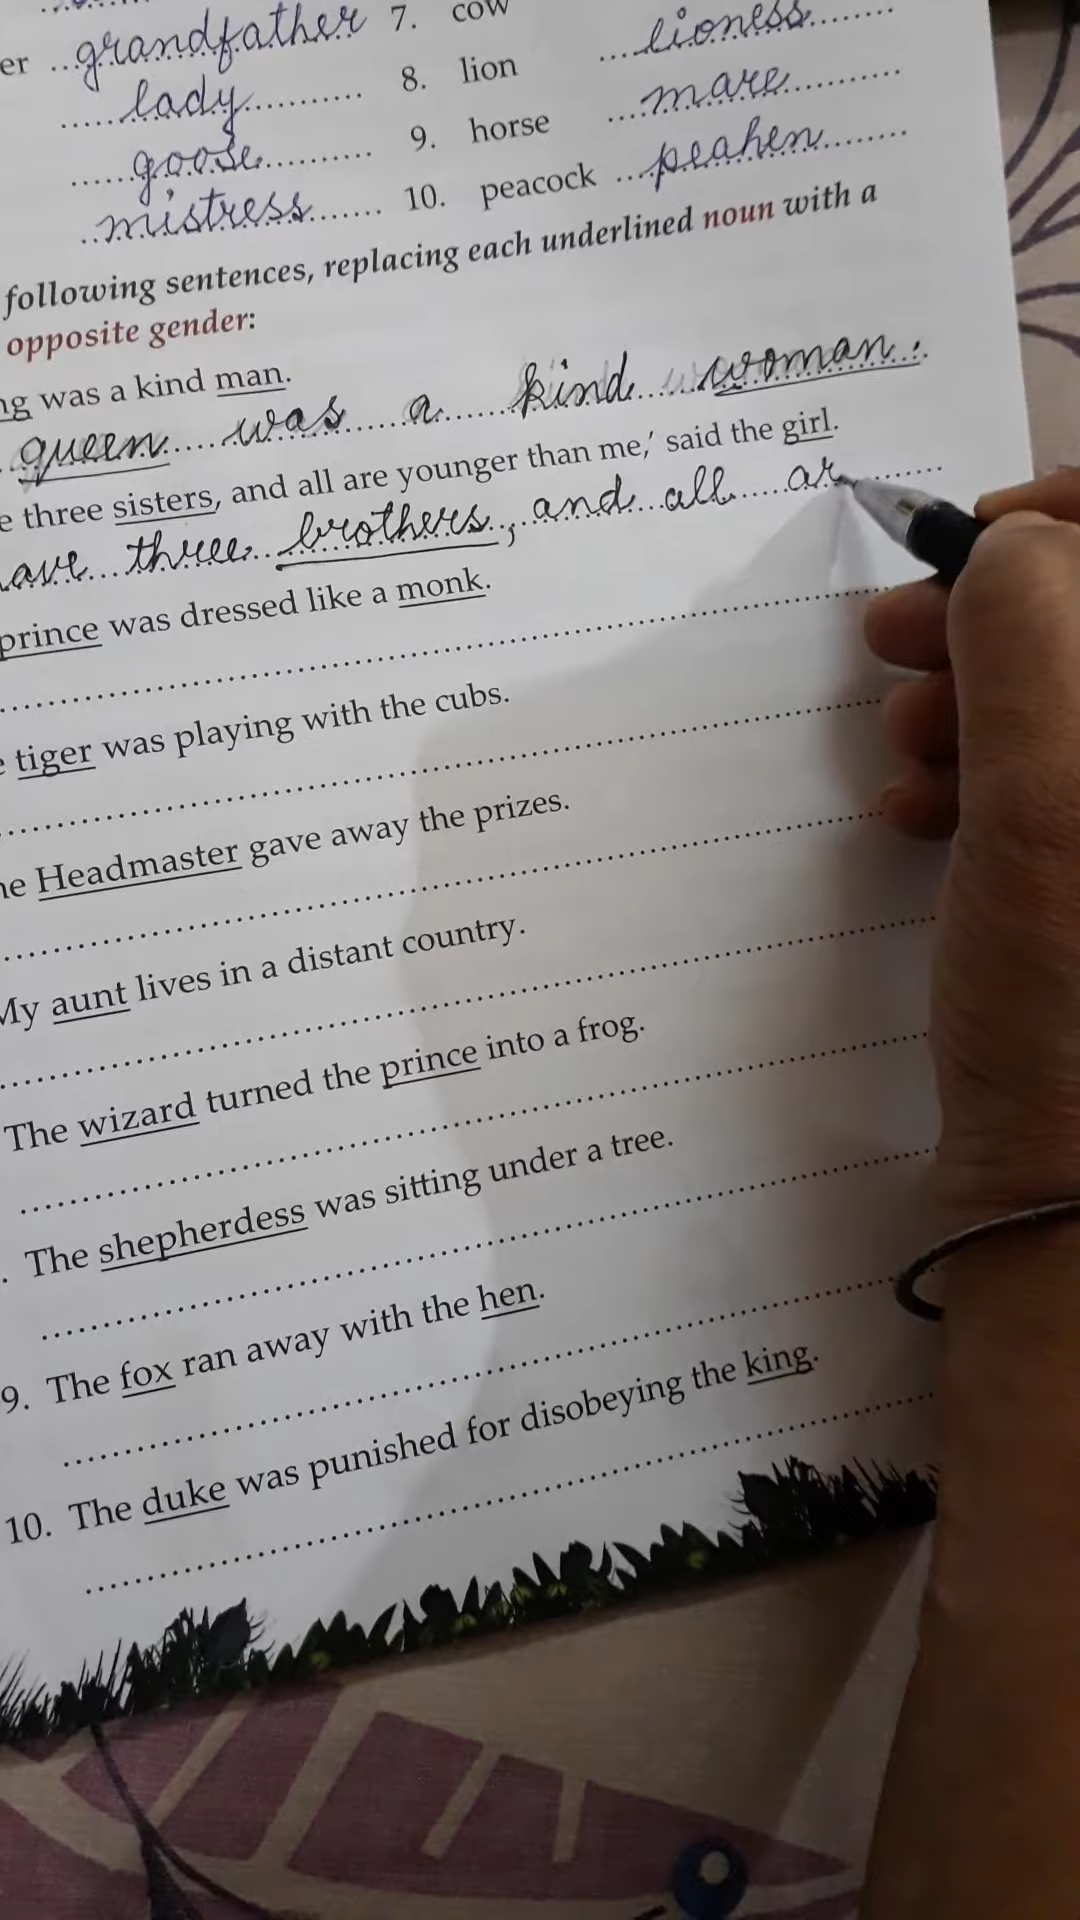 er grandfather 7. cow
lady 8. lion lioness
goose 9. horse mare
mistress 10. peacock peahen
following sentences, replacing each underlined noun with a
opposite gender:
ng was a kind man.
queen was a kind woman.
e three sisters, and all are younger than me,' said the girl.
ave three brothers, and all ar
prince was dressed like a monk.
e tiger was playing with the cubs.
he Headmaster gave away the prizes.
My aunt lives in a distant country.
The wizard turned the prince into a frog.
. The shepherdess was sitting under a tree.
9. The fox ran away with the hen.
10. The duke was punished for disobeying the king.